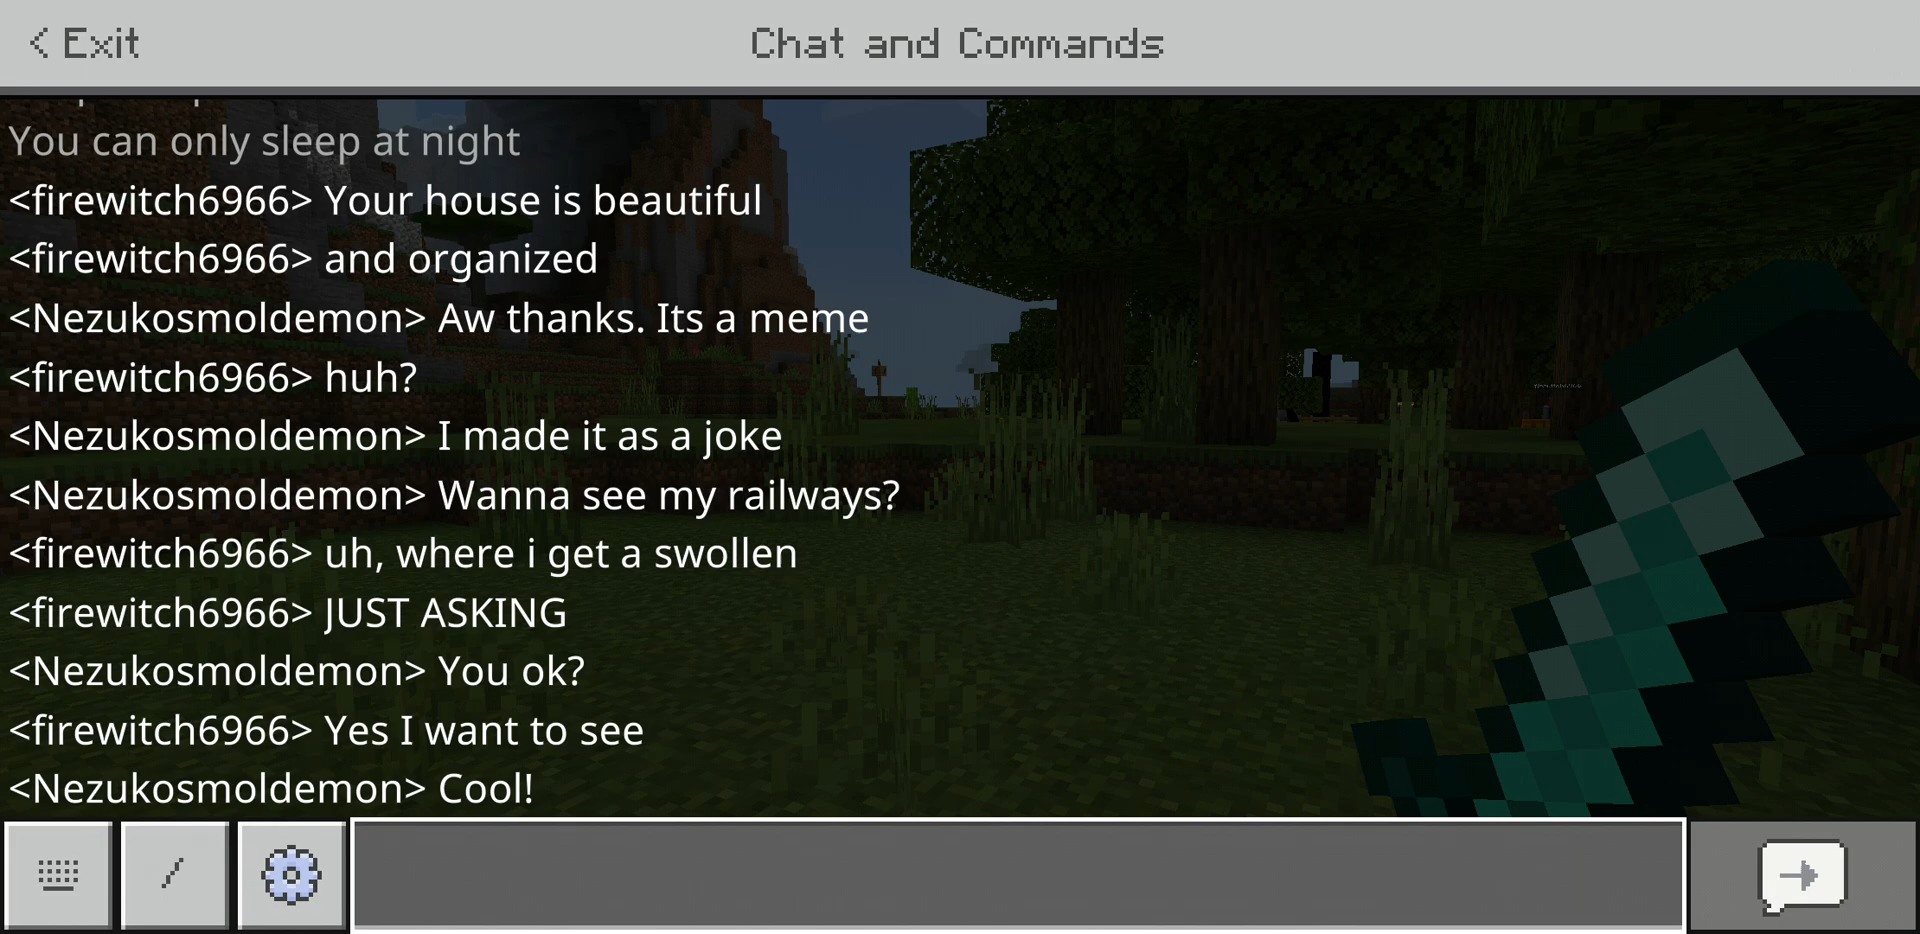 < Exit
Chat and Commands
You can only sleep at night
<firewitch6966> Your house is beautiful
<firewitch6966> and organized
<Nezukosmoldemon> Aw thanks. Its a meme
<firewitch6966> huh?
<Nezukosmoldemon> I made it as a joke
<Nezukosmoldemon> Wanna see my railways?
<firewitch6966> uh, where i get a swollen
<firewitch6966> JUST ASKING
<Nezukosmoldemon> You ok?
<firewitch6966> Yes I want to see
<Nezukosmoldemon> Cool!
/